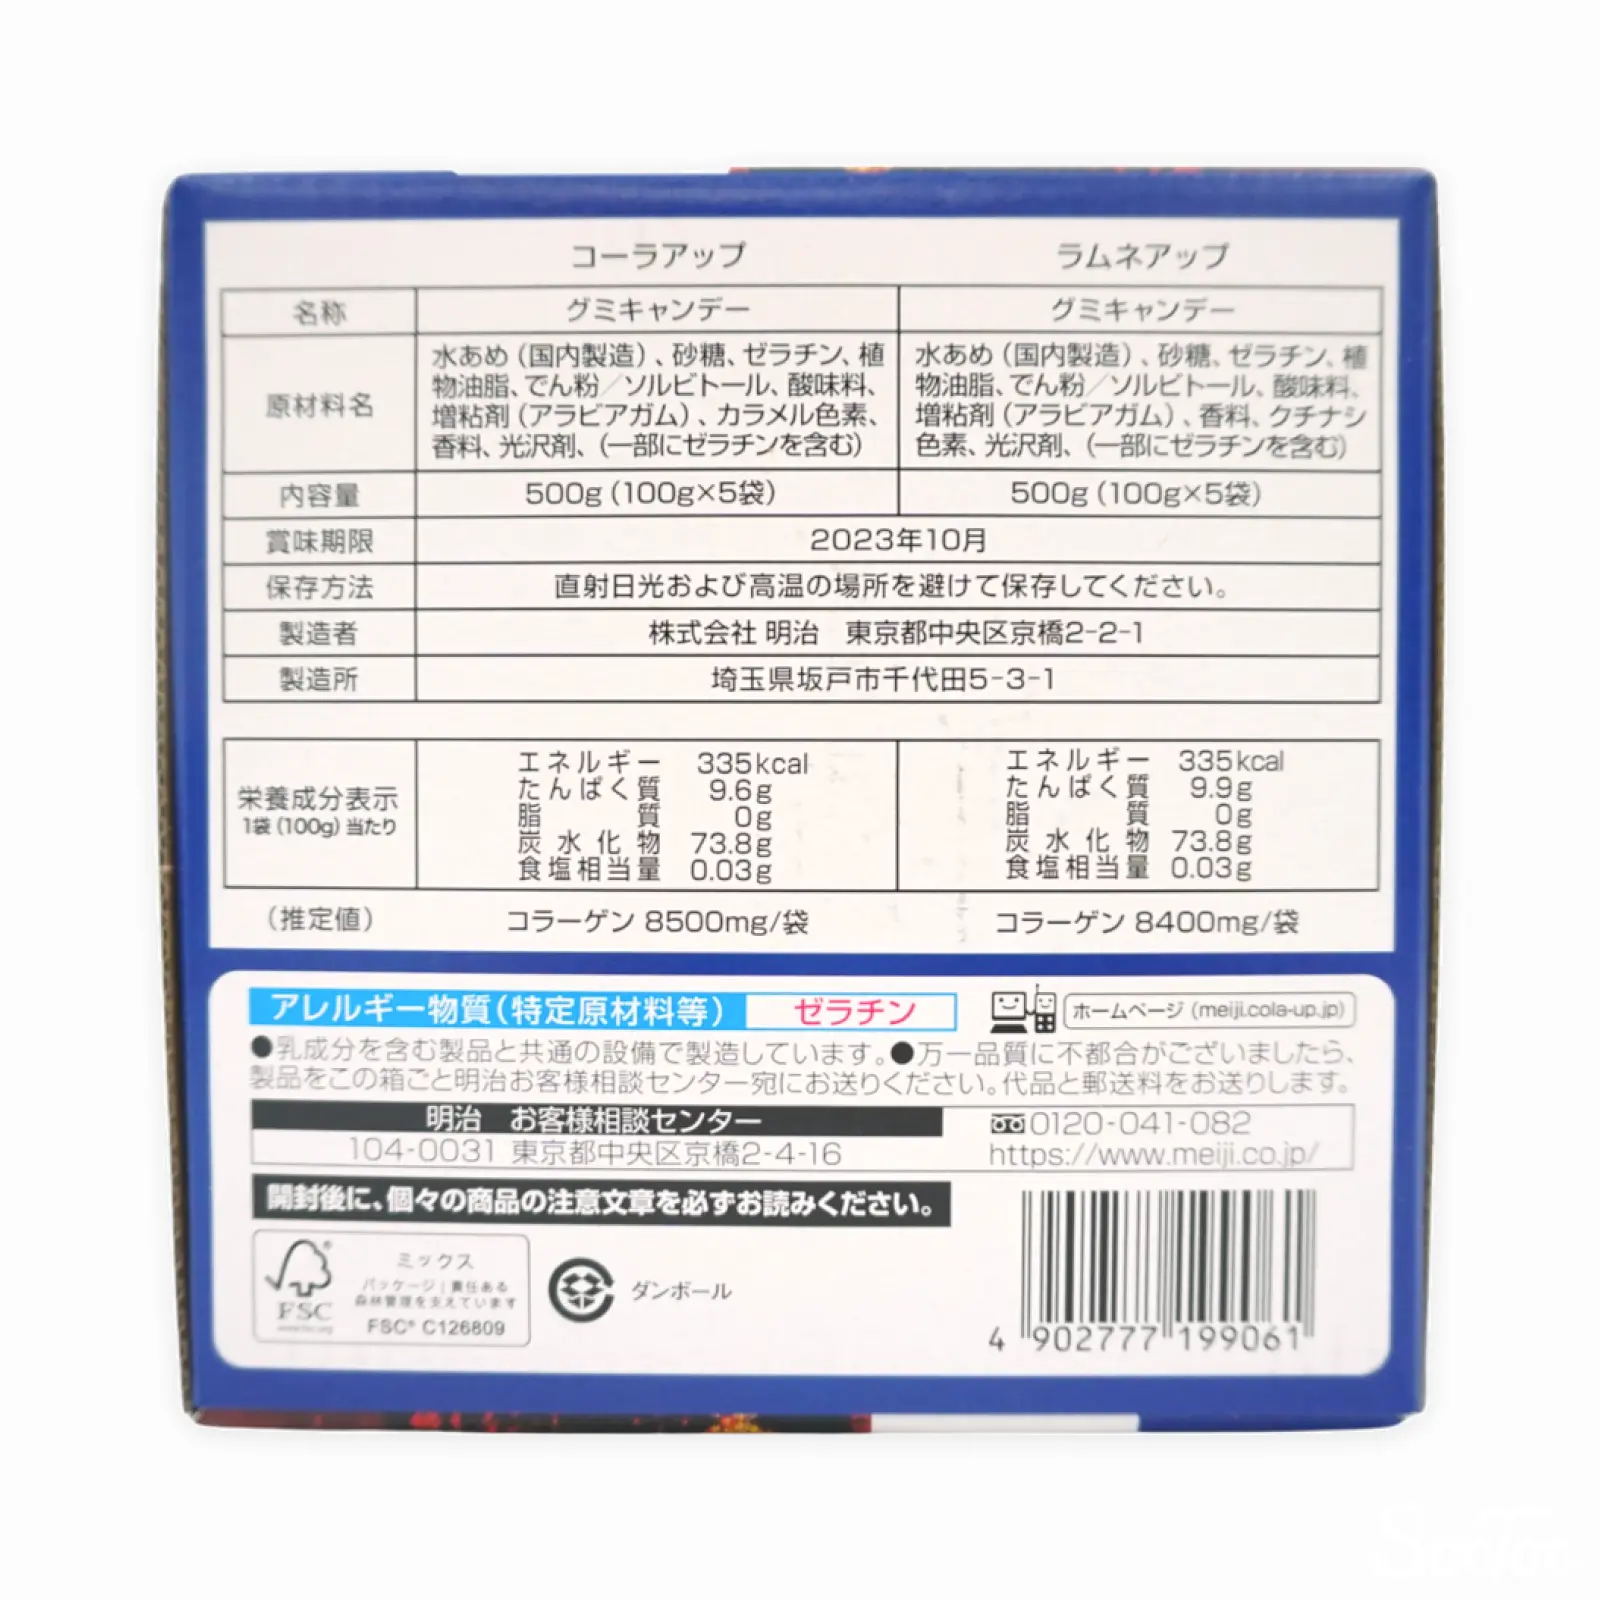 コーラアップ ラムネアップ
名称 グミキャンデー グミキャンデー
水あめ（国内製造）、砂糖、ゼラチン、植 水あめ（国内製造）、砂糖、ゼラチン、植
物油脂、でん粉／ソルビトール、酸味料、 物油脂、でん粉／ソルビトール、酸味料、
原材料名 増粘剤（アラビアガム）、カラメル色素、 増粘剤（アラビアガム）、香料、クチナシ
香料、光沢剤、（一部にゼラチンを含む） 色素、光沢剤、（一部にゼラチンを含む）
内容量 500g（100g×5袋） 500g（100g×5袋）
賞味期限 2023年10月
保存方法 直射日光および高温の場所を避けて保存してください。
製造者 株式会社 明治 東京都中央区京橋2-2-1
製造所 埼玉県坂戸市千代田5-3-1
エネルギー 335kcal エネルギー 335kcal
たんぱく質 9.6g たんぱく質 9.9g
栄養成分表示 脂質 0g 脂質 0g
1袋（100g）当たり 炭水化物 73.8g 炭水化物 73.8g
食塩相当量 0.03g 食塩相当量 0.03g
（推定値） コラーゲン 8500mg/袋 コラーゲン 8400mg/袋
アレルギー物質（特定原材料等） ゼラチン ホームページ（meiji.cola-up.jp）
●乳成分を含む製品と共通の設備で製造しています。●万一品質に不都合がございましたら、
製品をこの箱ごと明治お客様相談センター宛にお送りください。代品と郵送料をお送りします。
明治 お客様相談センター 0120-041-082
104-0031 東京都中央区京橋2-4-16 https://www.meiji.co.jp/
開封後に、個々の商品の注意文章を必ずお読みください。
ミックス
パッケージ｜責任ある
森林管理を支えています
FSC
www.fsc.org
FSC® C126809
ダンボール
4 902777 199061